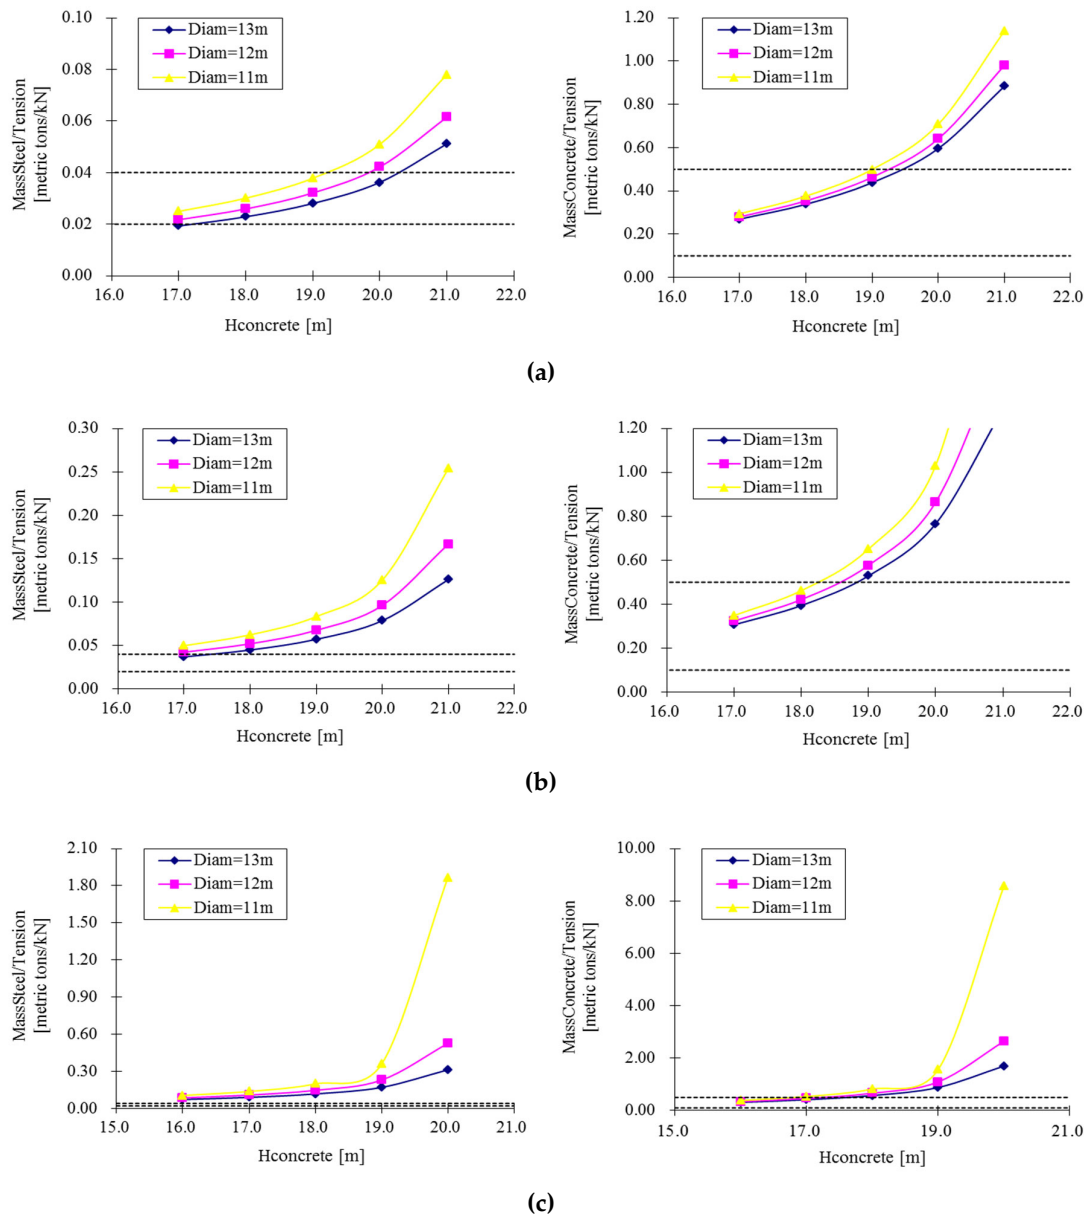 MassSteel/Tension
[metric tons/kN]
0.10
0.08
0.06
0.04
0.02
0.00
16.0 17.0 18.0 19.0 20.0 21.0 22.0
Hconcrete [m]
Diam=13m
Diam=12m
Diam=11m
MassConcrete/Tension
[metric tons/kN]
1.20
1.00
0.80
0.60
0.40
0.20
0.00
16.0 17.0 18.0 19.0 20.0 21.0 22.0
Hconcrete [m]
Diam=13m
Diam=12m
Diam=11m
(a)
MassSteel/Tension
[metric tons/kN]
0.30
0.25
0.20
0.15
0.10
0.05
0.00
16.0 17.0 18.0 19.0 20.0 21.0 22.0
Hconcrete [m]
Diam=13m
Diam=12m
Diam=11m
MassConcrete/Tension
[metric tons/kN]
1.20
1.00
0.80
0.60
0.40
0.20
0.00
16.0 17.0 18.0 19.0 20.0 21.0 22.0
Hconcrete [m]
Diam=13m
Diam=12m
Diam=11m
(b)
MassSteel/Tension
[metric tons/kN]
2.10
1.80
1.50
1.20
0.90
0.60
0.30
0.00
15.0 16.0 17.0 18.0 19.0 20.0 21.0
Hconcrete [m]
Diam=13m
Diam=12m
Diam=11m
MassConcrete/Tension
[metric tons/kN]
10.00
8.00
6.00
4.00
2.00
0.00
15.0 17.0 19.0 21.0
Hconcrete [m]
Diam=13m
Diam=12m
Diam=11m
(c)